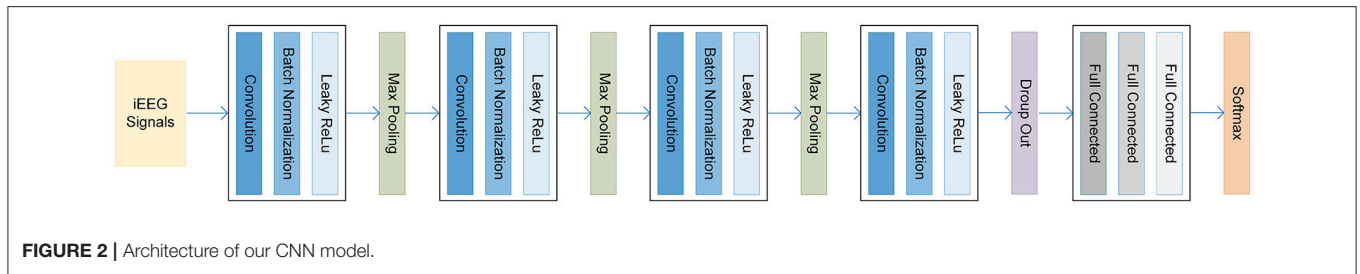 iEEG
Signals
Convolution
Batch Normalization
Leaky ReLu
Max Pooling
Convolution
Batch Normalization
Leaky ReLU
Max Pooling
Convolution
Batch Normalization
Leaky ReLU
Max Pooling
Convolution
Batch Normalization
Leaky ReLU
Droup Out
Full Connected
Full Connected
Full Connected
Softmax
FIGURE 2 | Architecture of our CNN model.